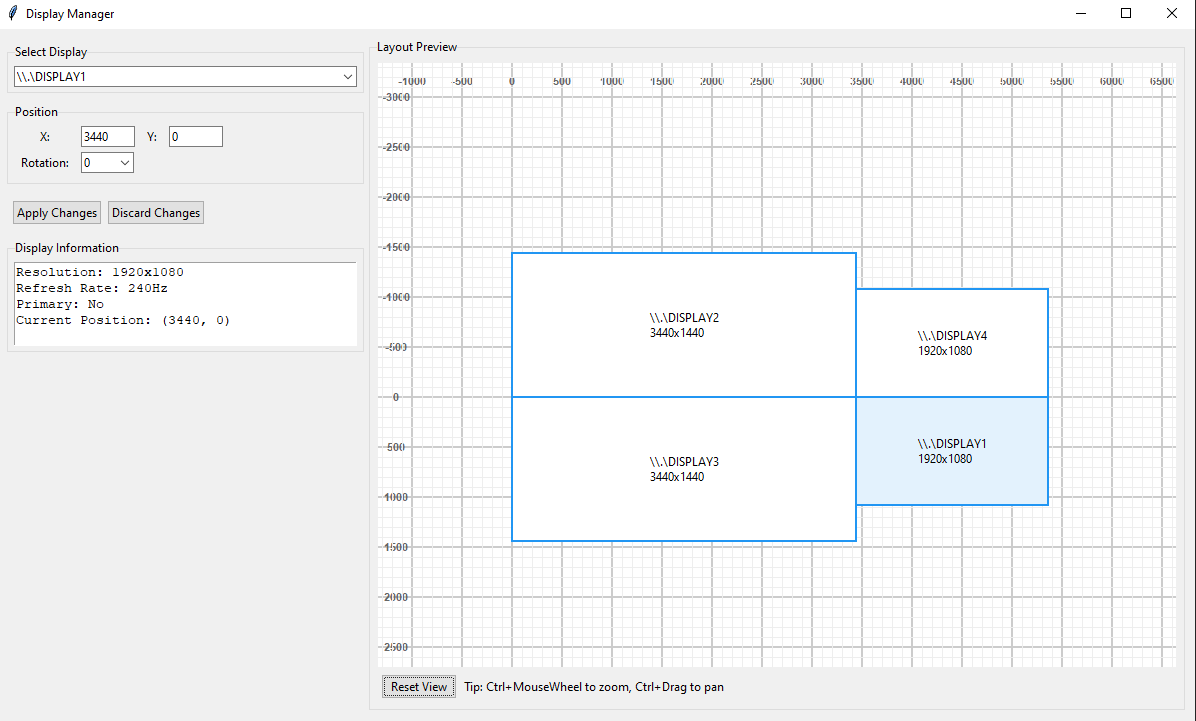 Display Manager
Select Display
\\.\DISPLAY1
Position
X: 3440 Y: 0
Rotation: 0
Apply Changes Discard Changes
Display Information
Resolution: 1920x1080
Refresh Rate: 240Hz
Primary: No
Current Position: (3440, 0)
Layout Preview
-1000 -500 0 500 1000 1500 2000 2500 3000 3500 4000 4500 5000 5500 6000 6500
-3000
-2500
-2000
-1500
-1000
-500
0
500
1000
1500
2000
2500
\\.\DISPLAY2
3440x1440
\\.\DISPLAY4
1920x1080
\\.\DISPLAY3
3440x1440
\\.\DISPLAY1
1920x1080
Reset View Tip: Ctrl+MouseWheel to zoom, Ctrl+Drag to pan